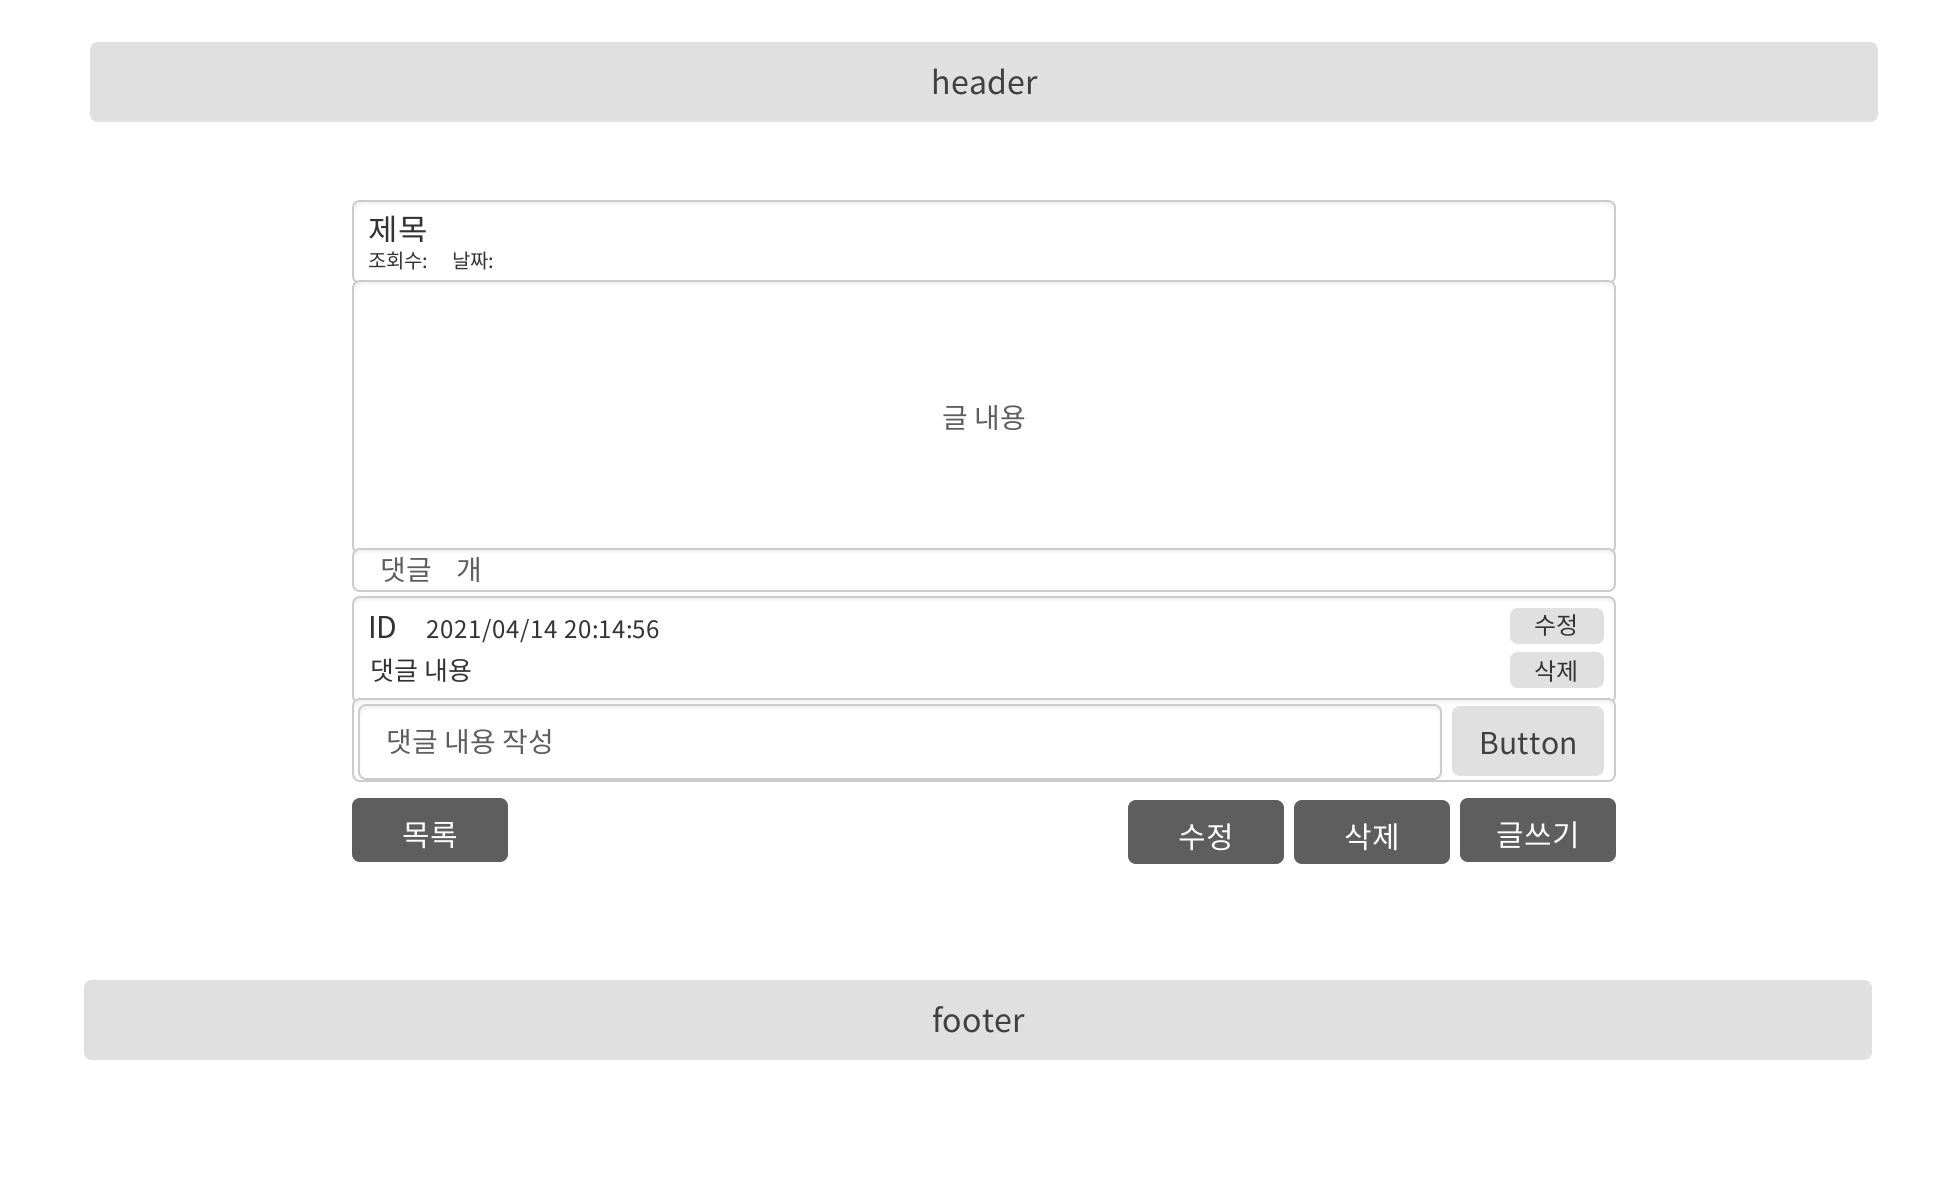 header
제목
조회수: 날짜:
글 내용
댓글 개
ID 2021/04/14 20:14:56 수정
댓글 내용 삭제
댓글 내용 작성 Button
목록 수정 삭제 글쓰기
footer